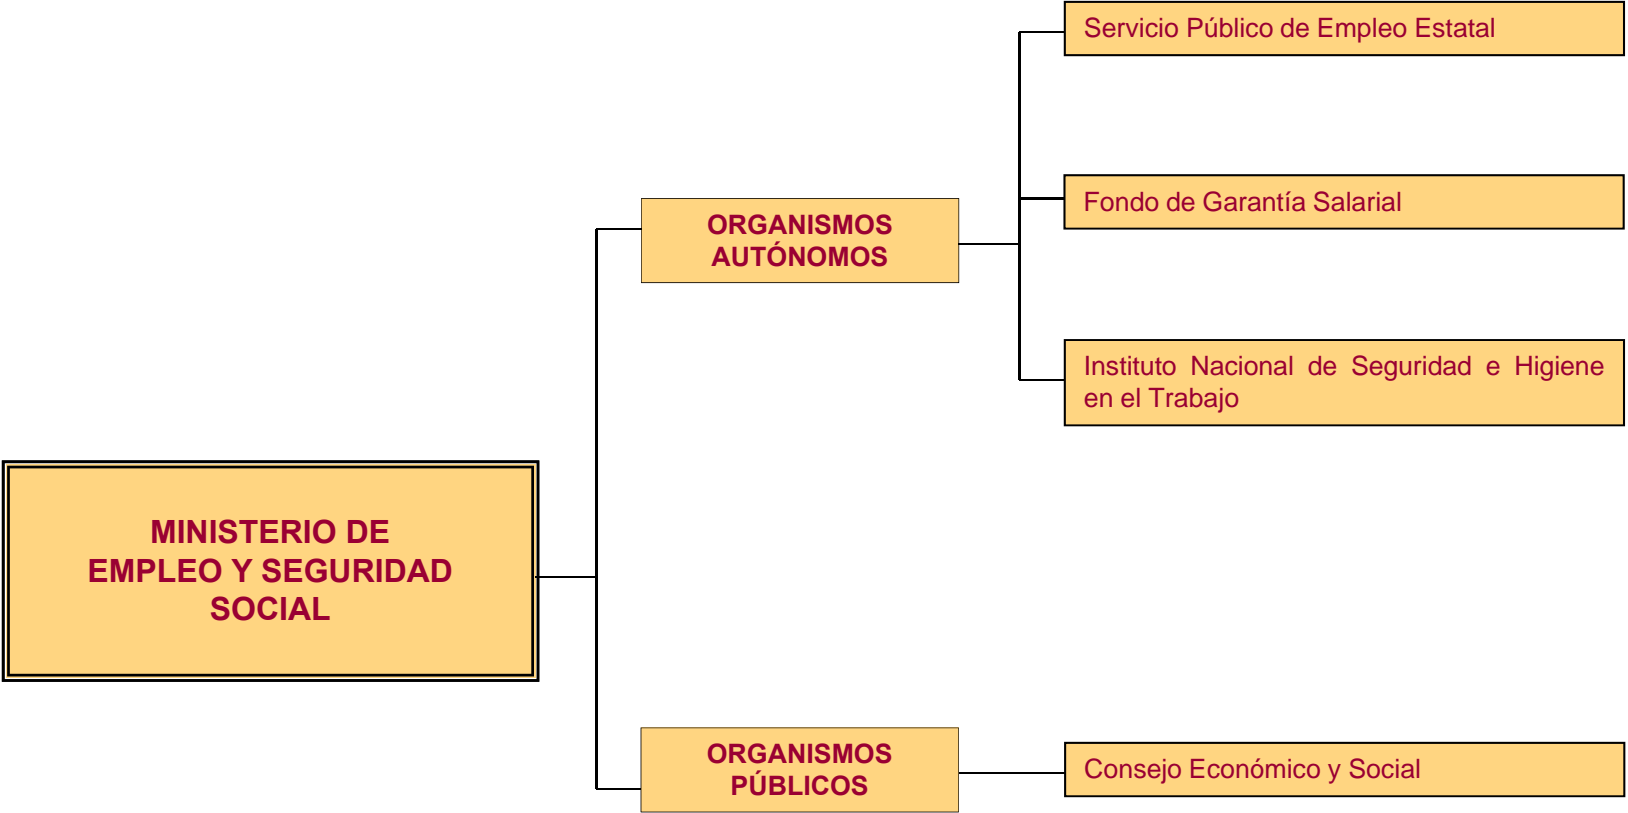 Servicio Público de Empleo Estatal
Fondo de Garantía Salarial
ORGANISMOS
AUTÓNOMOS
Instituto Nacional de Seguridad e Higiene
en el Trabajo
MINISTERIO DE
EMPLEO Y SEGURIDAD
SOCIAL
ORGANISMOS
PÚBLICOS
Consejo Económico y Social